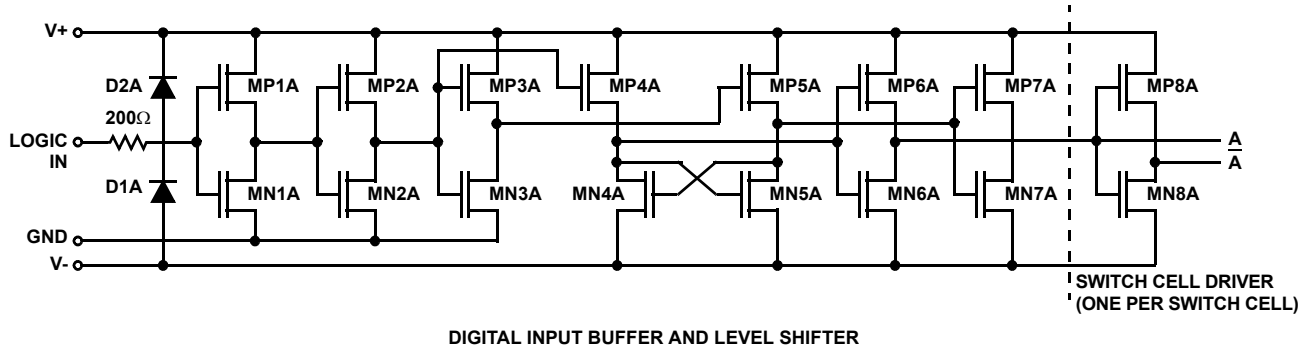 V+
D2A
MP1A
MP2A
MP3A
MP4A
MP5A
MP6A
MP7A
MP8A
200Ω
LOGIC
IN
A
A̅
D1A
MN1A
MN2A
MN3A
MN4A
MN5A
MN6A
MN7A
MN8A
GND
V-
SWITCH CELL DRIVER
(ONE PER SWITCH CELL)
DIGITAL INPUT BUFFER AND LEVEL SHIFTER